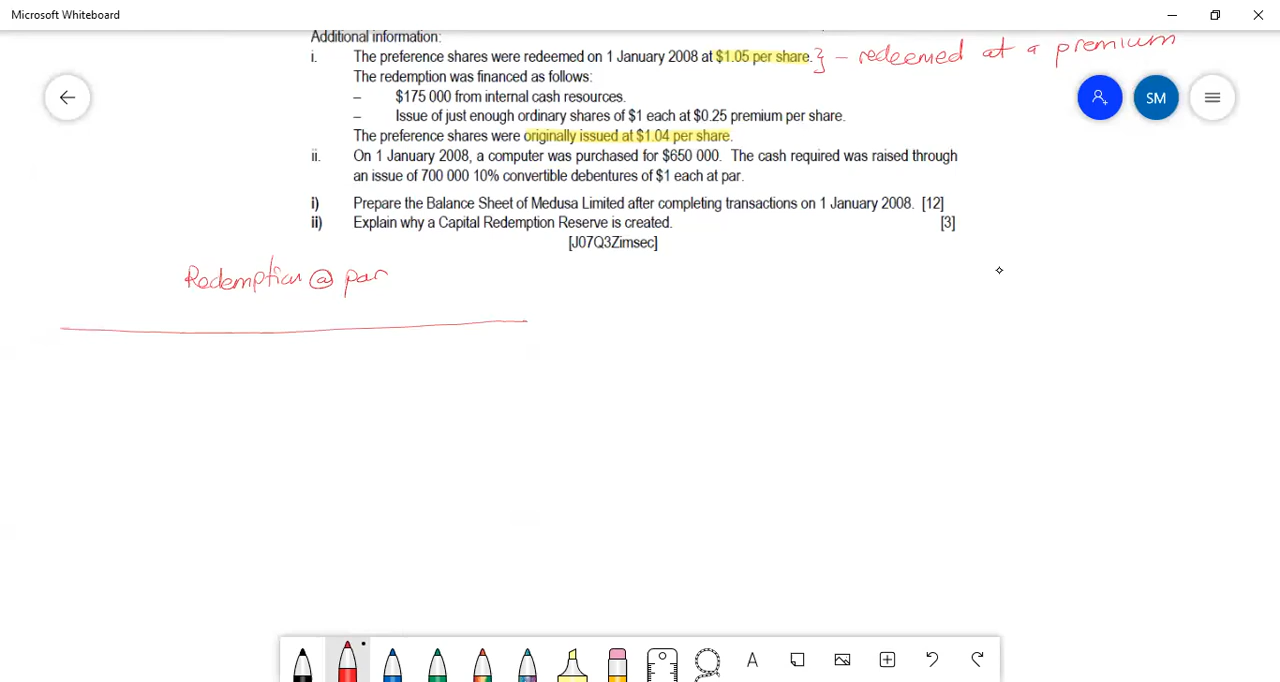 Microsoft Whiteboard
Additional information:
i. The preference shares were redeemed on 1 January 2008 at $1.05 per share. } – redeemed at a premium
The redemption was financed as follows:
– $175 000 from internal cash resources.
– Issue of just enough ordinary shares of $1 each at $0.25 premium per share.
The preference shares were originally issued at $1.04 per share.
ii. On 1 January 2008, a computer was purchased for $650 000. The cash required was raised through
an issue of 700 000 10% convertible debentures of $1 each at par.
i) Prepare the Balance Sheet of Medusa Limited after completing transactions on 1 January 2008. [12]
ii) Explain why a Capital Redemption Reserve is created. [3]
[J07Q3Zimsec]
Redemption @ par
SM
A